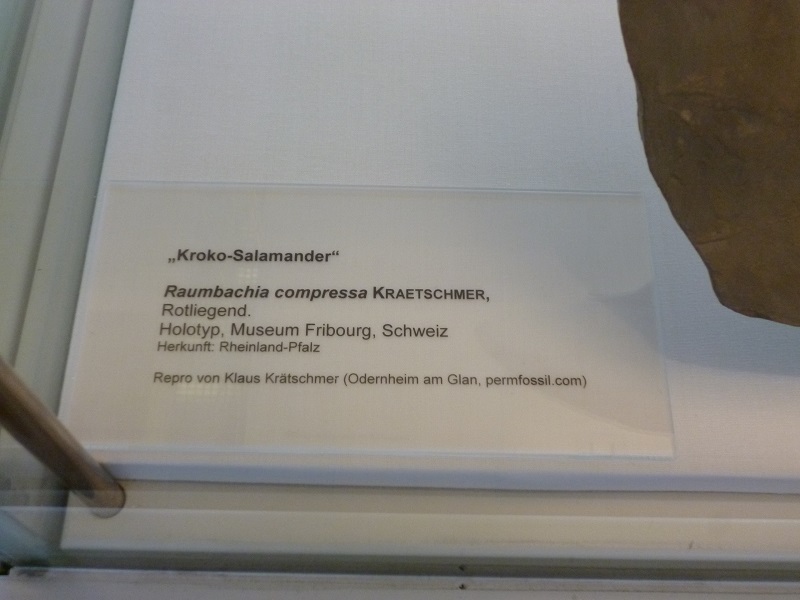 „Kroko-Salamander“
Raumbachia compressa KRAETSCHMER,
Rotliegend.
Holotyp, Museum Fribourg, Schweiz
Herkunft: Rheinland-Pfalz
Repro von Klaus Krätschmer (Odernheim am Glan, permfossil.com)